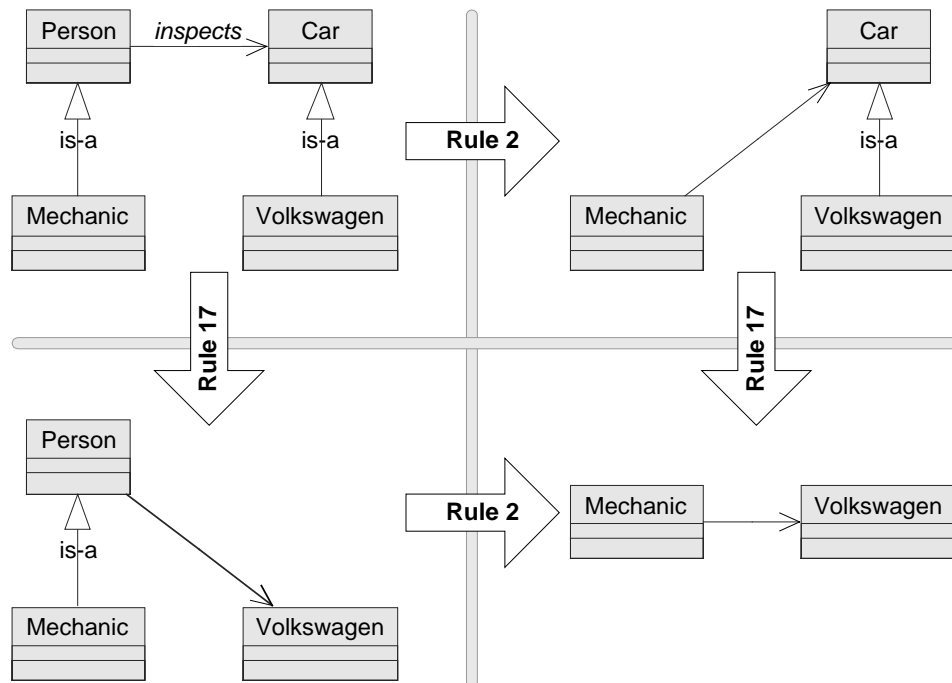 Person
inspects
Car
is-a
is-a
Mechanic
Volkswagen
Rule 2
Car
is-a
Mechanic
Volkswagen
Rule 17
Rule 17
Person
is-a
Mechanic
Volkswagen
Rule 2
Mechanic
Volkswagen